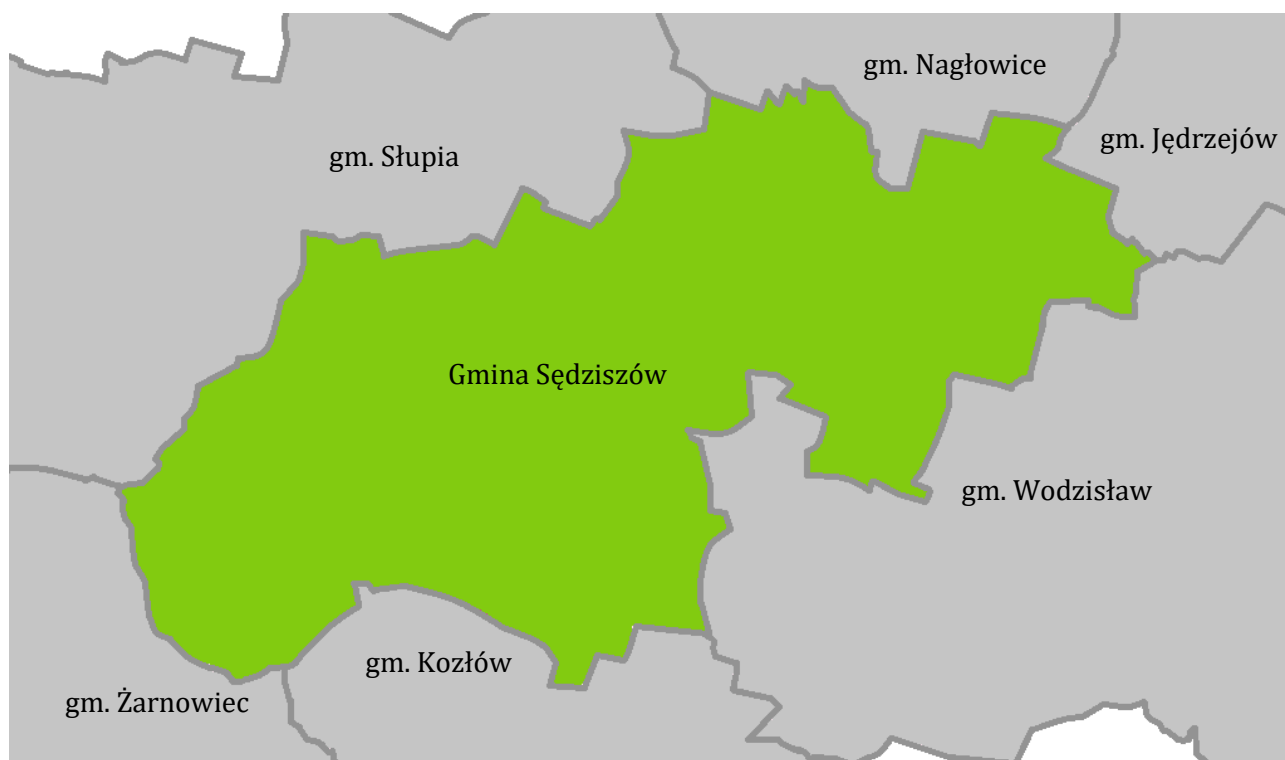 gm. Nagłowice
gm. Jędrzejów
gm. Słupia
Gmina Sędziszów
gm. Wodzisław
gm. Kozłów
gm. Żarnowiec